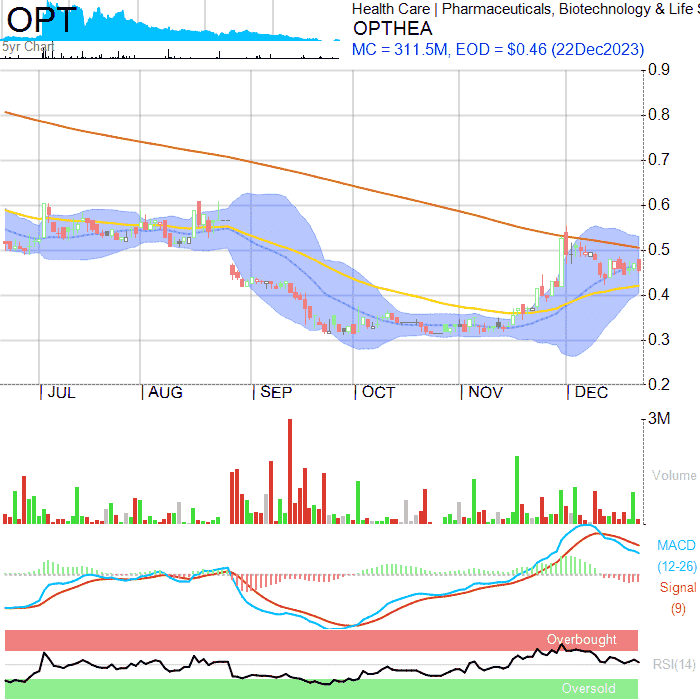 OPT
5yr Chart
Health Care | Pharmaceuticals, Biotechnology & Life S
OPTHEA
MC = 311.5M, EOD = $0.46 (22Dec2023)
0.9
0.8
0.7
0.6
0.5
0.4
0.3
0.2
JUL AUG SEP OCT NOV DEC
3M
Volume
MACD
(12-26)
Signal
(9)
Overbought
RSI(14)
Oversold